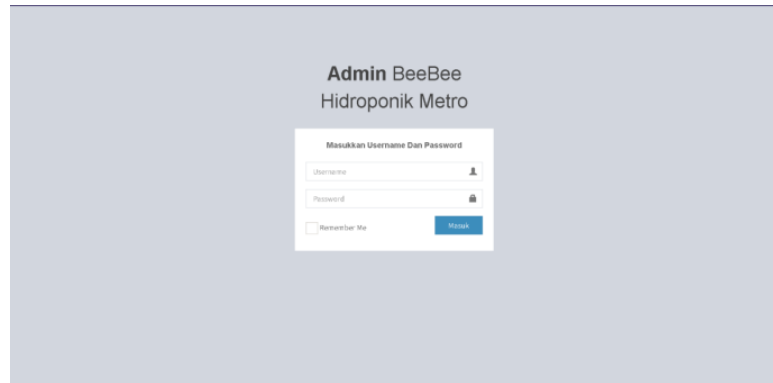 Admin BeeBee
Hidroponik Metro
Masukkan Username Dan Password
Username
Password
Remember Me
Masuk